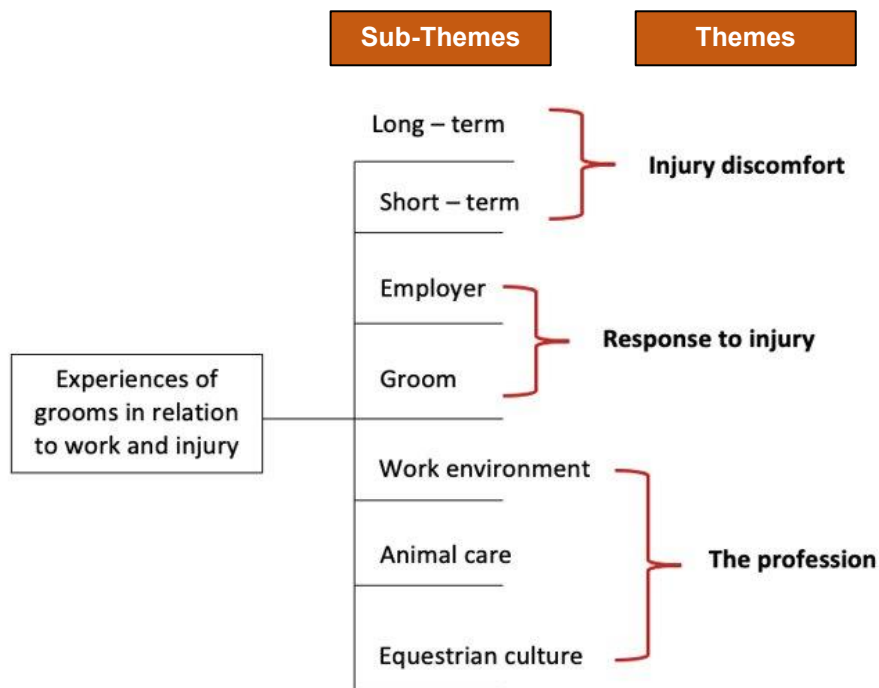 Sub-Themes
Themes
Long – term
Short – term
Injury discomfort
Employer
Groom
Response to injury
Experiences of
grooms in relation
to work and injury
Work environment
Animal care
Equestrian culture
The profession